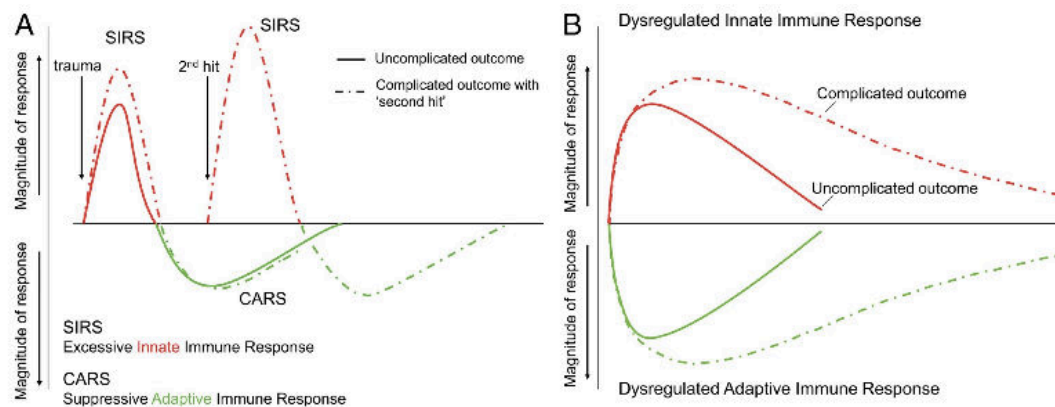 A
SIRS
SIRS
trauma
2nd hit
Uncomplicated outcome
Complicated outcome with
'second hit'
Magnitude of response
Magnitude of response
CARS
SIRS
Excessive Innate Immune Response
CARS
Suppressive Adaptive Immune Response
B
Dysregulated Innate Immune Response
Complicated outcome
Uncomplicated outcome
Magnitude of response
Magnitude of response
Dysregulated Adaptive Immune Response